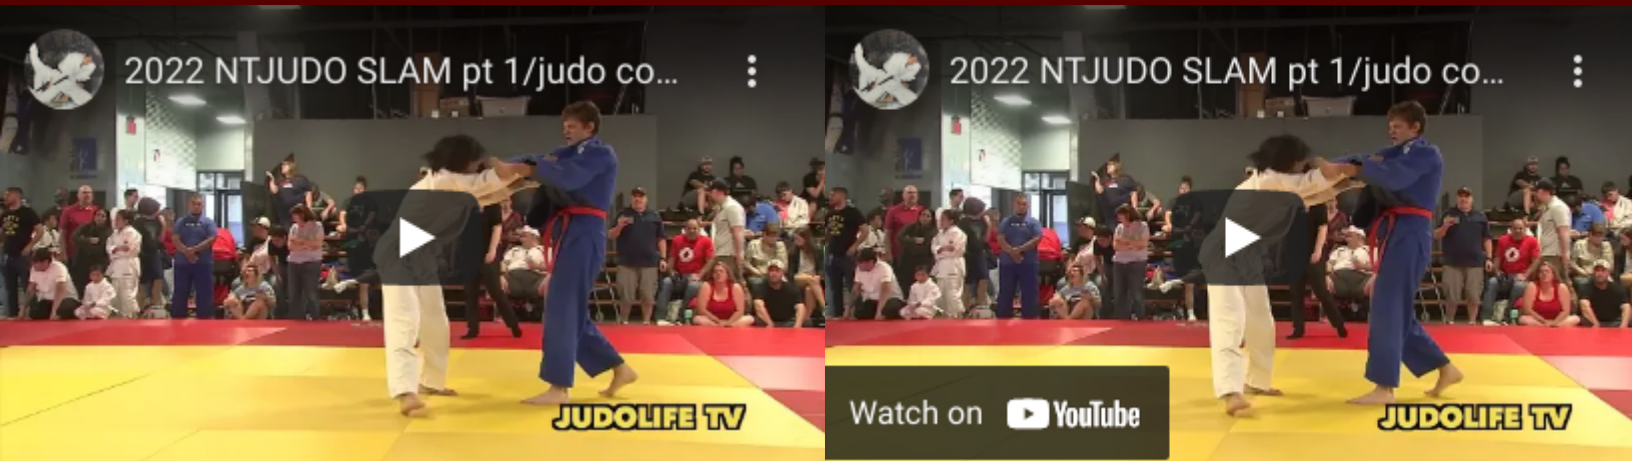 2022 NTJUDO SLAM pt 1/judo co...
JUDOLIFE TV
2022 NTJUDO SLAM pt 1/judo co...
Watch on YouTube
JUDOLIFE TV